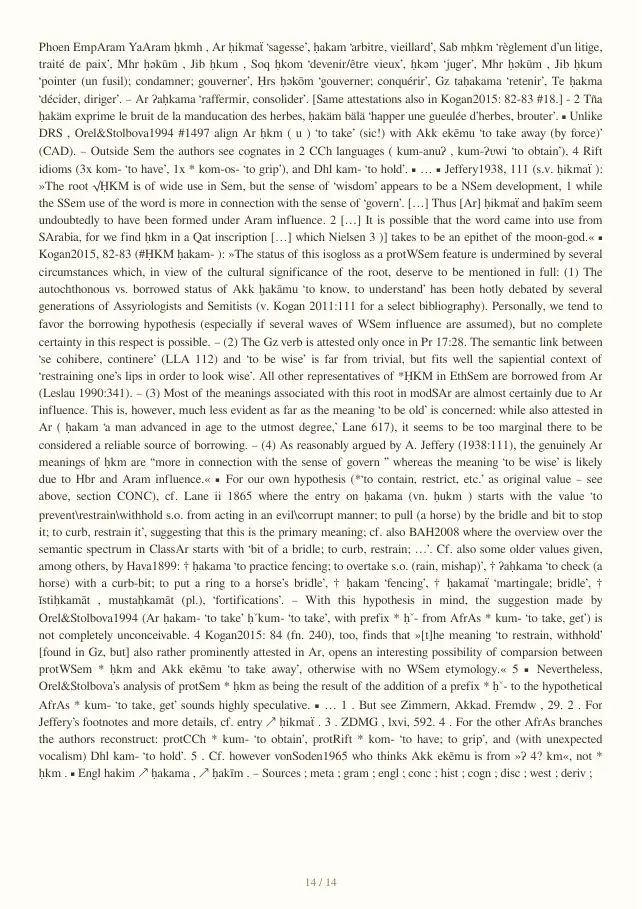 Phoen EmpAram YaAram ḥkmh , Ar ḥikmaẗ ‘sagesse’, ḥakam ‘arbitre, vieillard’, Sab mḥkm ‘règlement d’un litige,
traité de paix’, Mhr ḥəkūm , Jib ḥkum , Soq ḥkom ‘devenir/être vieux’, ḥkəm ‘juger’, Mhr ḥōkum , Jib ḥkum
‘pointer (un fusil); condamner; gouverner’, Ḥrs ḥəkōm ‘gouverner; conquérir’, Gz taḥakama ‘retenir’, Te ḥakma
‘décider, diriger’. – Ar ʔaḥkama ‘raffermir, consolider’. [Same attestations also in Kogan2015: 82-83 #18.] - 2 Tña
ḥakäm exprime le bruit de la manducation des herbes, ḥakäm bälä ‘happer une gueulée d’herbes, brouter’. ▪ Unlike
DRS , Orel&Stolbova1994 #1497 align Ar ḥkm ( u ) ‘to take’ (sic!) with Akk ekēmu ‘to take away (by force)’
(CAD). – Outside Sem the authors see cognates in 2 CCh languages ( kum-anuʔ , kum-ʔʊwi ‘to obtain’), 4 Rift
idioms (3x kom- ‘to have’, 1x * kom-os- ‘to grip’), and Dhl kam- ‘to hold’. ▪ … ▪ Jeffery1938, 111 (s.v. ḥikmaẗ ):
»The root √ḤKM is of wide use in Sem, but the sense of ‘wisdom’ appears to be a NSem development, 1 while
the SSem use of the word is more in connection with the sense of ‘govern’. […] Thus [Ar] ḥikmaẗ and ḥakīm seem
undoubtedly to have been formed under Aram influence. 2 […] It is possible that the word came into use from
SArabia, for we find ḥkm in a Qat inscription […] which Nielsen 3 )] takes to be an epithet of the moon-god.« ▪
Kogan2015, 82-83 (#ḤKM ḥakam- ): »The status of this isogloss as a protWSem feature is undermined by several
circumstances which, in view of the cultural significance of the root, deserve to be mentioned in full: (1) The
autochthonous vs. borrowed status of Akk ḫakāmu ‘to know, to understand’ has been hotly debated by several
generations of Assyriologists and Semitists (v. Kogan 2011:111 for a select bibliography). Personally, we tend to
favor the borrowing hypothesis (especially if several waves of WSem influence are assumed), but no complete
certainty in this respect is possible. – (2) The Gz verb is attested only once in Pr 17:28. The semantic link between
‘se cohibere, continere’ (LLA 112) and ‘to be wise’ is far from trivial, but fits well the sapiential context of
‘restraining one’s lips in order to look wise’. All other representatives of *ḤKM in EthSem are borrowed from Ar
(Leslau 1990:341). – (3) Most of the meanings associated with this root in modSAr are almost certainly due to Ar
influence. This is, however, much less evident as far as the meaning ‘to be old’ is concerned: while also attested in
Ar ( ḥakam ‘a man advanced in age to the utmost degree,’ Lane 617), it seems to be too marginal there to be
considered a reliable source of borrowing. – (4) As reasonably argued by A. Jeffery (1938:111), the genuinely Ar
meanings of ḥkm are “more in connection with the sense of govern ” whereas the meaning ‘to be wise’ is likely
due to Hbr and Aram influence.« ▪ For our own hypothesis (*‘to contain, restrict, etc.’ as original value – see
above, section CONC), cf. Lane ii 1865 where the entry on ḥakama (vn. ḥukm ) starts with the value ‘to
prevent\restrain\withhold s.o. from acting in an evil\corrupt manner; to pull (a horse) by the bridle and bit to stop
it; to curb, restrain it’, suggesting that this is the primary meaning; cf. also BAH2008 where the overview over the
semantic spectrum in ClassAr starts with ‘bit of a bridle; to curb, restrain; …’. Cf. also some older values given,
among others, by Hava1899: † ḥakama ‘to practice fencing; to overtake s.o. (rain, mishap)’, † ʔaḥkama ‘to check (a
horse) with a curb-bit; to put a ring to a horse’s bridle’, † ḥakam ‘fencing’, † ḥakamaẗ ‘martingale; bridle’, †
ĭstiḥkamāt , mustaḥkamāt (pl.), ‘fortifications’. – With this hypothesis in mind, the suggestion made by
Orel&Stolbova1994 (Ar ḥakam- ‘to take’ ḥ˅kum- ‘to take’, with prefix * ḥ˅- from AfrAs * kum- ‘to take, get’) is
not completely unconceivable. 4 Kogan2015: 84 (fn. 240), too, finds that »[t]he meaning ‘to restrain, withhold’
[found in Gz, but] also rather prominently attested in Ar, opens an interesting possibility of comparsion between
protWSem * ḥkm and Akk ekēmu ‘to take away’, otherwise with no WSem etymology.« 5 ▪ Nevertheless,
Orel&Stolbova’s analysis of protSem * ḥkm as being the result of the addition of a prefix * ḥ˅- to the hypothetical
AfrAs * kum- ‘to take, get’ sounds highly speculative. ▪ … 1 . But see Zimmern, Akkad. Fremdw , 29. 2 . For
Jeffery’s footnotes and more details, cf. entry ↗ ḥikmaẗ . 3 . ZDMG , lxvi, 592. 4 . For the other AfrAs branches
the authors reconstruct: protCCh * kum- ‘to obtain’, protRift * kom- ‘to have; to grip’, and (with unexpected
vocalism) Dhl kam- ‘to hold’. 5 . Cf. however vonSoden1965 who thinks Akk ekēmu is from »ʔ 4? km«, not *
ḥkm . ▪ Engl hakim ↗ ḥakama , ↗ ḥakīm . – Sources ; meta ; gram ; engl ; conc ; hist ; cogn ; disc ; west ; deriv ;
14 / 14